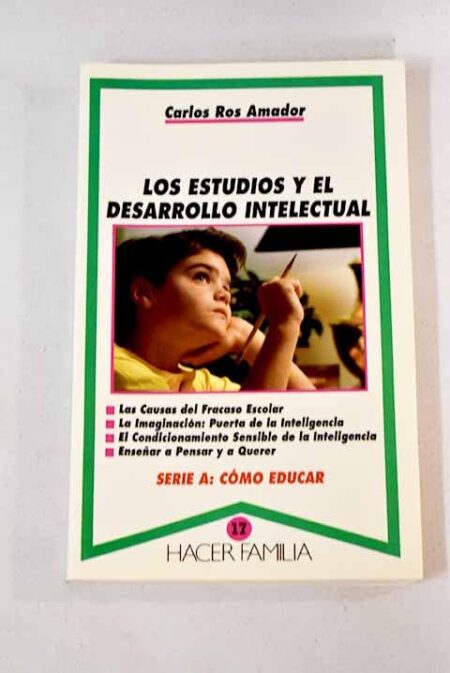 Carlos Ros Amador
LOS ESTUDIOS Y EL
DESARROLLO INTELECTUAL
Las Causas del Fracaso Escolar
La Imaginación: Puerta de la Inteligencia
El Condicionamiento Sensible de la Inteligencia
Enseñar a Pensar y a Querer
SERIE A: CÓMO EDUCAR
17
HACER FAMILIA